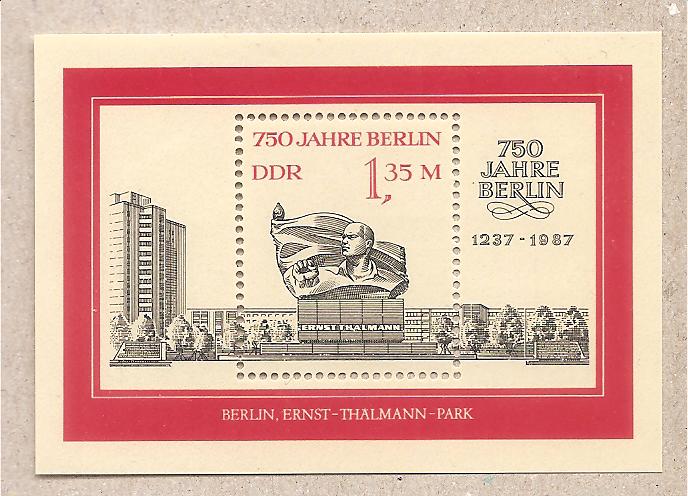 750 JAHRE BERLIN
DDR 1,35 M
750
JAHRE
BERLIN
1237 - 1987
ERNST THÄLMANN
BERLIN, ERNST-THÄLMANN-PARK